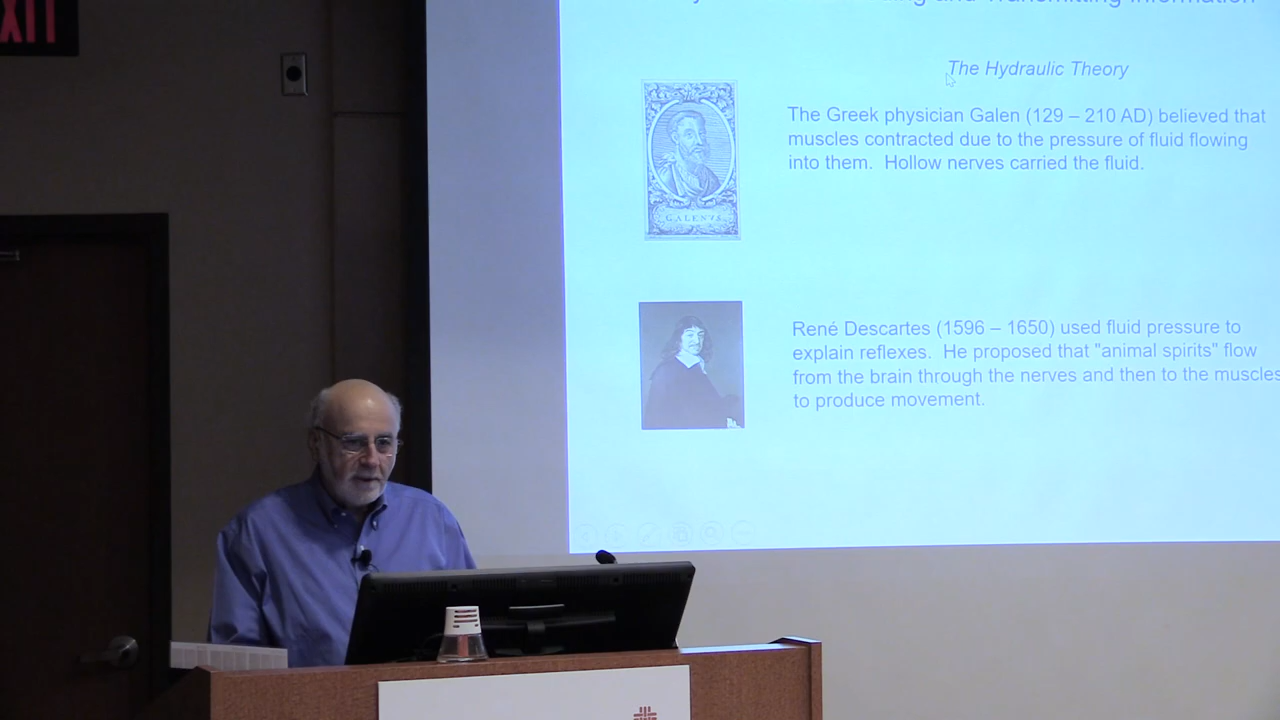 EXIT
and Transmitting Information
The Hydraulic Theory
The Greek physician Galen (129 – 210 AD) believed that
muscles contracted due to the pressure of fluid flowing
into them. Hollow nerves carried the fluid.
GALENVS
René Descartes (1596 – 1650) used fluid pressure to
explain reflexes. He proposed that "animal spirits" flow
from the brain through the nerves and then to the muscles
to produce movement.